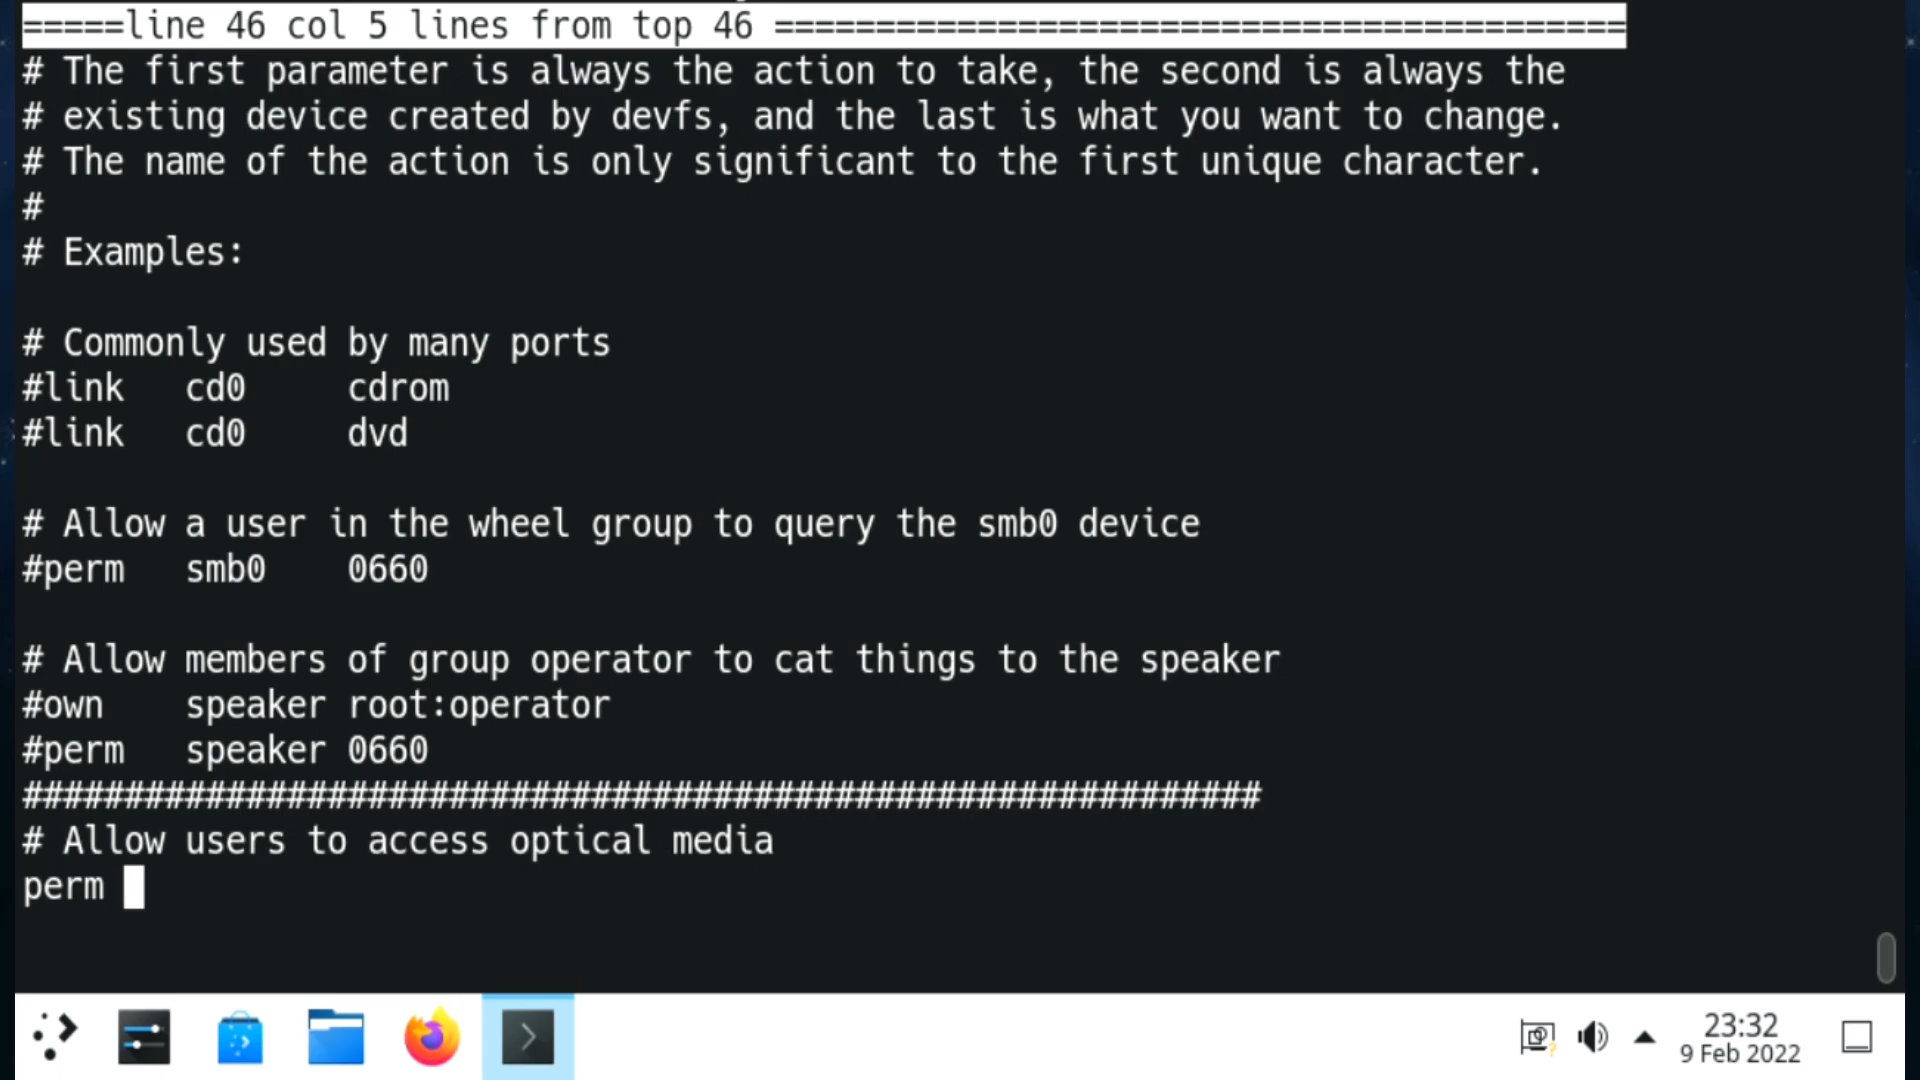 =====line 46 col 5 lines from top 46 ==========================================
# The first parameter is always the action to take, the second is always the
# existing device created by devfs, and the last is what you want to change.
# The name of the action is only significant to the first unique character.
#
# Examples:
# Commonly used by many ports
#link   cd0     cdrom
#link   cd0     dvd
# Allow a user in the wheel group to query the smb0 device
#perm   smb0    0660
# Allow members of group operator to cat things to the speaker
#own    speaker root:operator
#perm   speaker 0660
#############################################################
# Allow users to access optical media
perm
23:32
9 Feb 2022